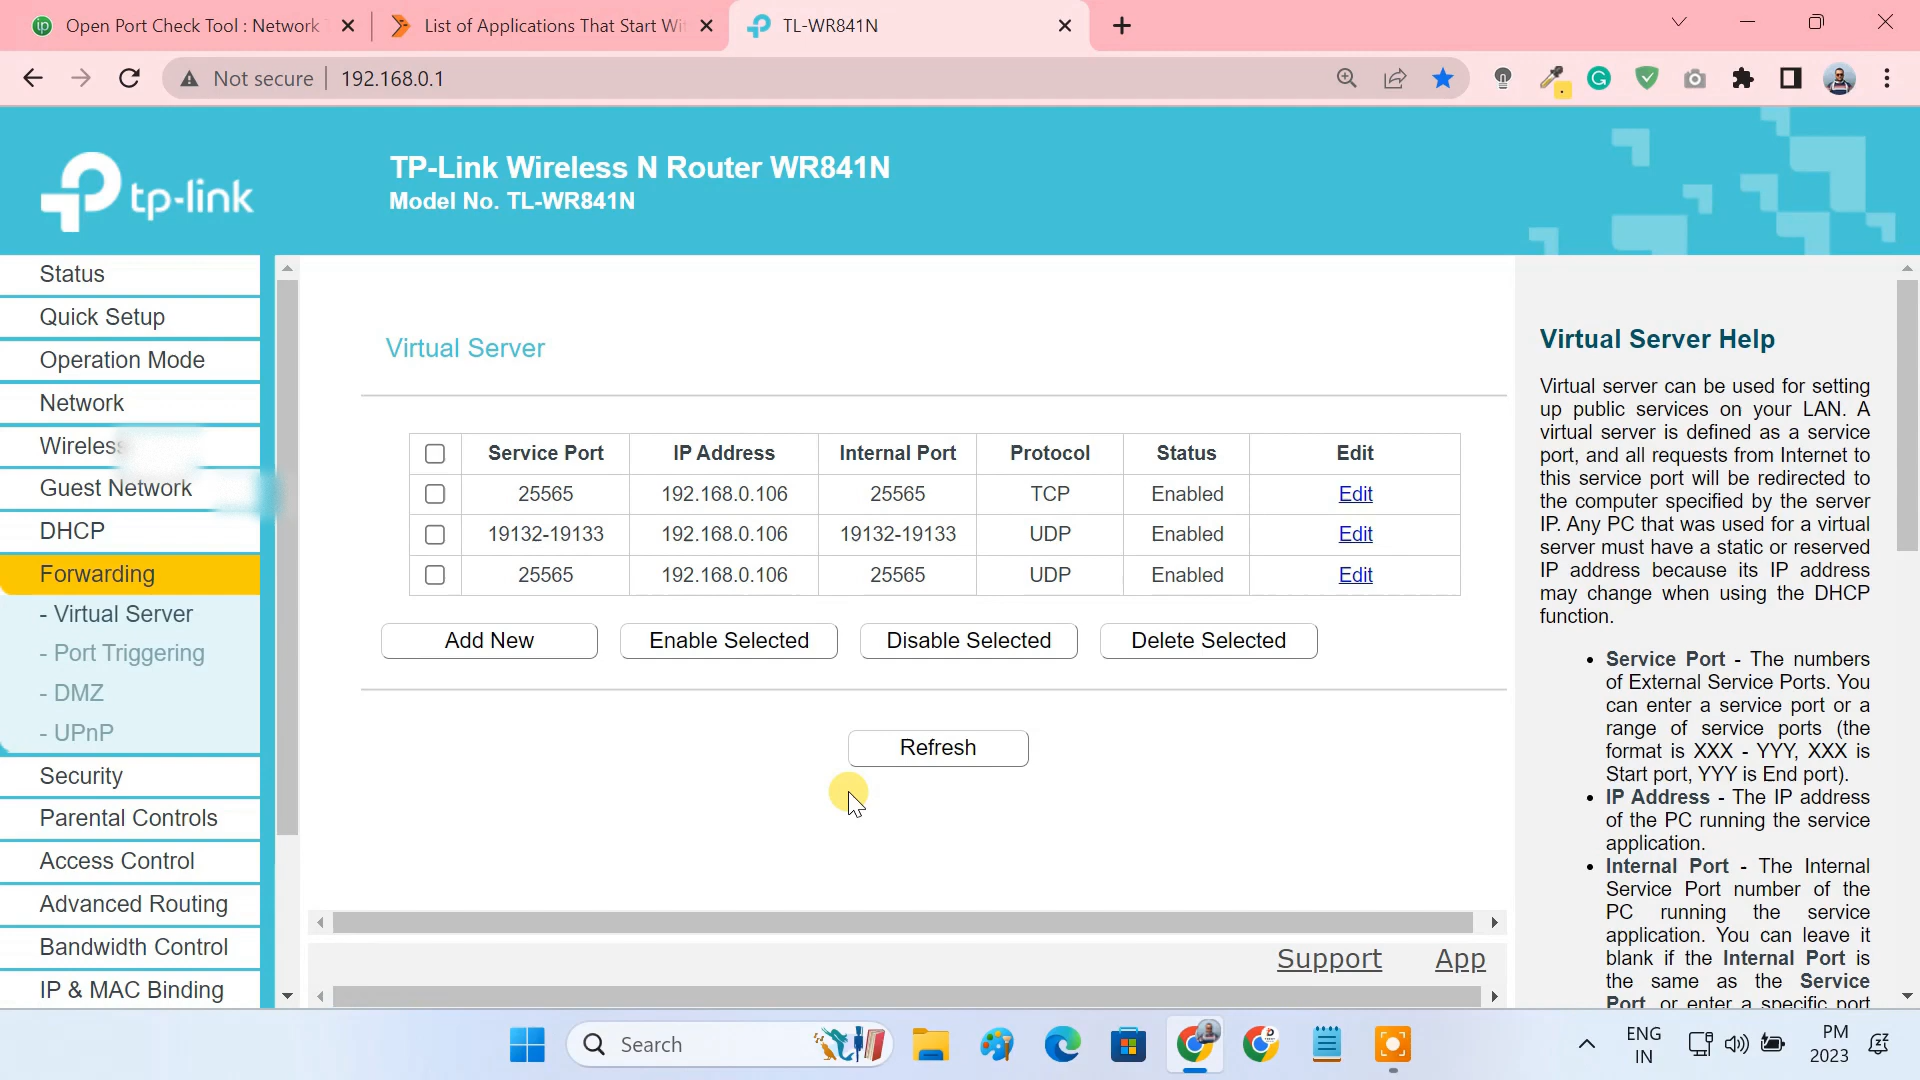 Open Port Check Tool : Network
List of Applications That Start Wi
TL-WR841N
Not secure
192.168.0.1
tp-link
TP-Link Wireless N Router WR841N
Model No. TL-WR841N
Status
Quick Setup
Operation Mode
Network
Wireless
Guest Network
DHCP
Forwarding
- Virtual Server
- Port Triggering
- DMZ
- UPnP
Security
Parental Controls
Access Control
Advanced Routing
Bandwidth Control
IP & MAC Binding
Virtual Server
Service Port IP Address Internal Port Protocol Status Edit
25565 192.168.0.106 25565 TCP Enabled Edit
19132-19133 192.168.0.106 19132-19133 UDP Enabled Edit
25565 192.168.0.106 25565 UDP Enabled Edit
Add New Enable Selected Disable Selected Delete Selected
Refresh
Support App
Virtual Server Help
Virtual server can be used for setting
up public services on your LAN. A
virtual server is defined as a service
port, and all requests from Internet to
this service port will be redirected to
the computer specified by the server
IP. Any PC that was used for a virtual
server must have a static or reserved
IP address because its IP address
may change when using the DHCP
function.
• Service Port - The numbers
of External Service Ports. You
can enter a service port or a
range of service ports (the
format is XXX - YYY, XXX is
Start port, YYY is End port).
• IP Address - The IP address
of the PC running the service
application.
• Internal Port - The Internal
Service Port number of the
PC running the service
application. You can leave it
blank if the Internal Port is
the same as the Service
Port, or enter a specific port
Search
ENG
IN
PM
2023